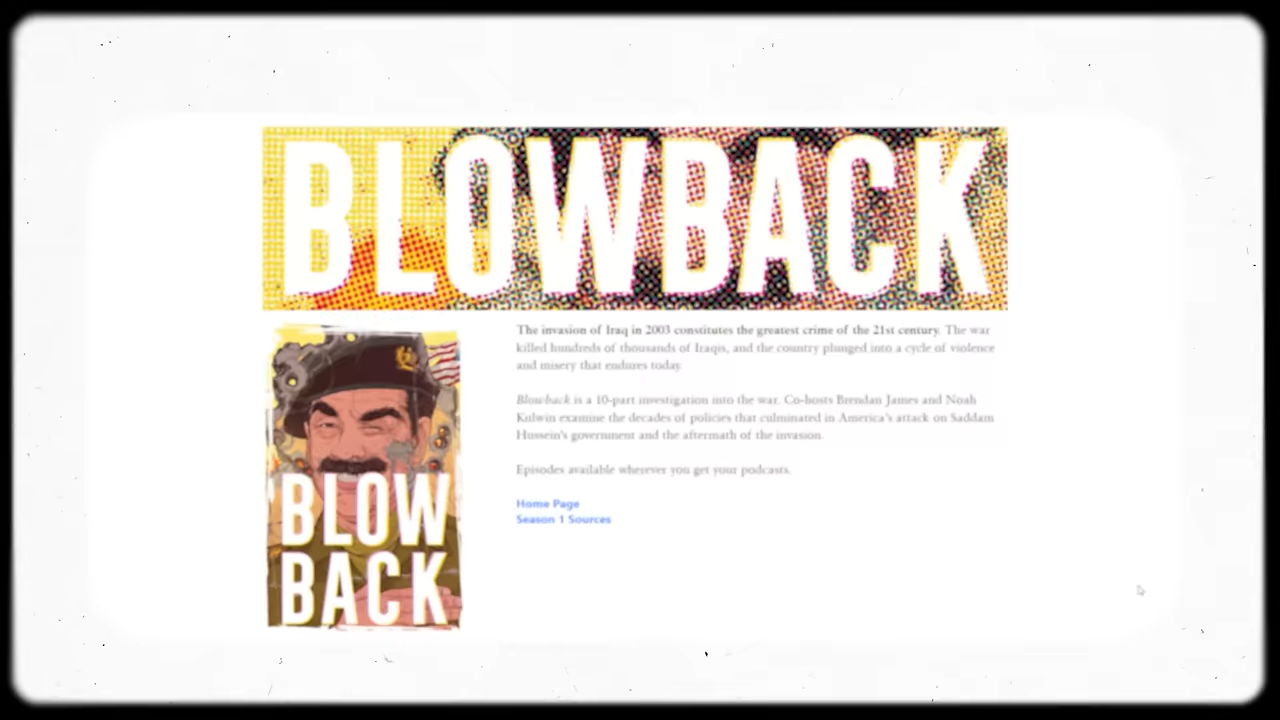 BLOWBACK
The invasion of Iraq in 2003 constitutes the greatest crime of the 21st century. The war
killed hundreds of thousands of Iraqis, and the country plunged into a cycle of violence
and misery that endures today.
Blowback is a 10-part investigation into the war. Co-hosts Brendan James and Noah
Kulwin examine the decades of policies that culminated in America's attack on Saddam
Hussein's government and the aftermath of the invasion.
Episodes available wherever you get your podcasts.
Home Page
Season 1 Sources
BLOW
BACK